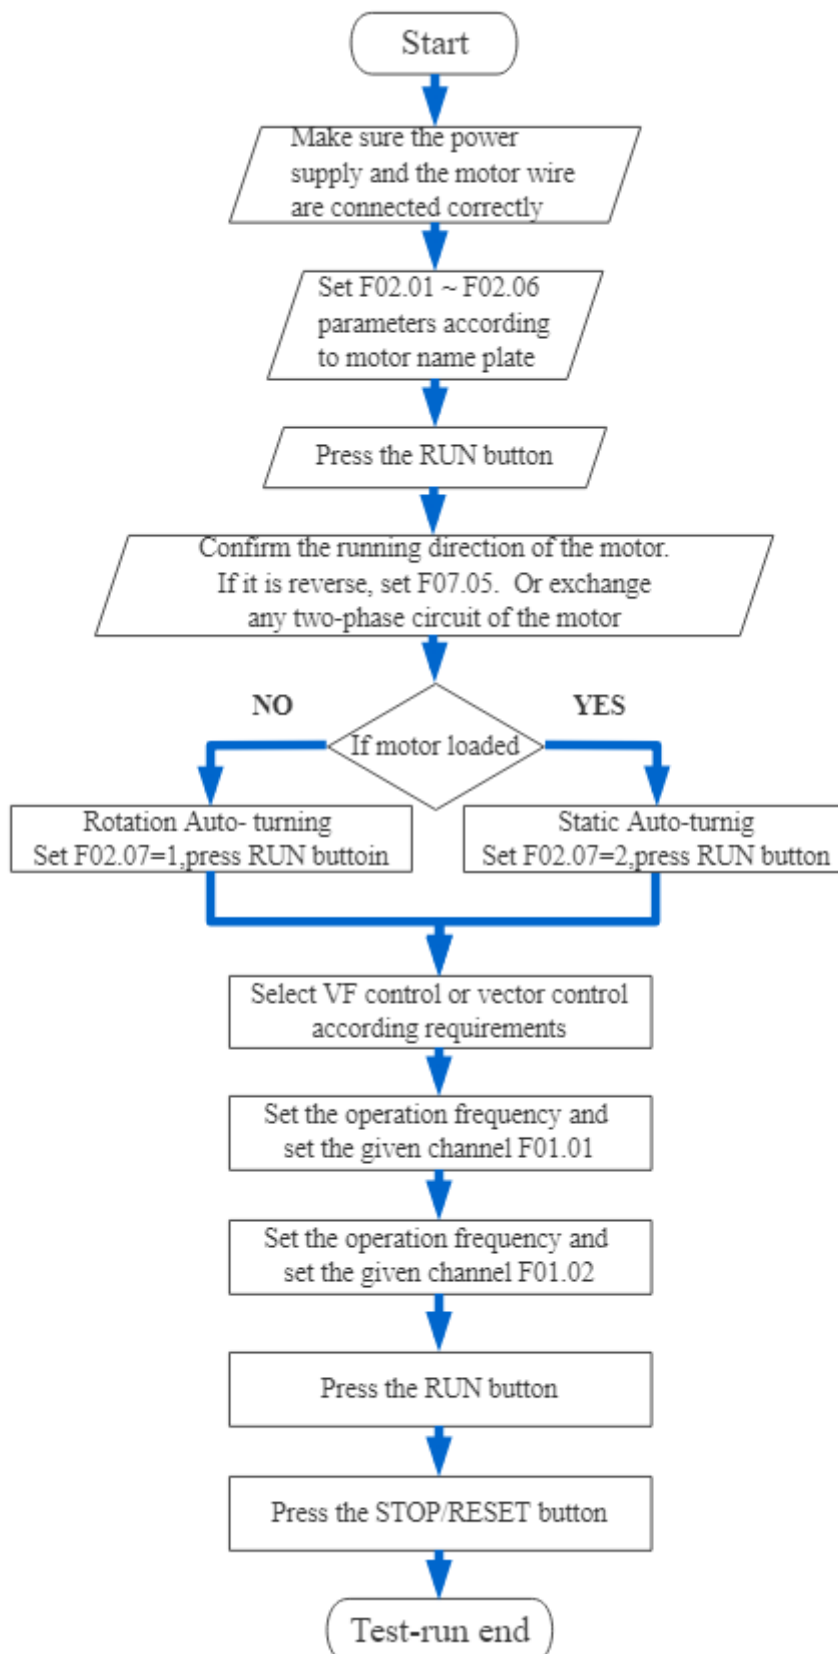 Start
Make sure the power
supply and the motor wire
are connected correctly
Set F02.01 ~ F02.06
parameters according
to motor name plate
Press the RUN button
Confirm the running direction of the motor.
If it is reverse, set F07.05. Or exchange
any two-phase circuit of the motor
NO
YES
If motor loaded
Rotation Auto- turning
Set F02.07=1,press RUN buttoin
Static Auto-turnig
Set F02.07=2,press RUN button
Select VF control or vector control
according requirements
Set the operation frequency and
set the given channel F01.01
Set the operation frequency and
set the given channel F01.02
Press the RUN button
Press the STOP/RESET button
Test-run end